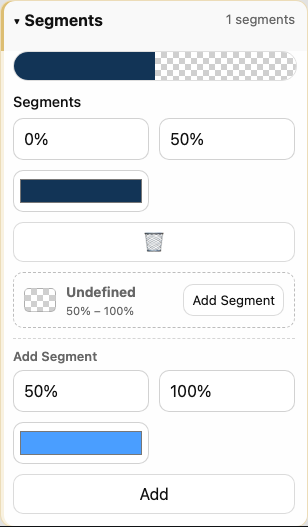 ▾ Segments 1 segments
Segments
0% 50%
Undefined
50% – 100% Add Segment
Add Segment
50% 100%
Add